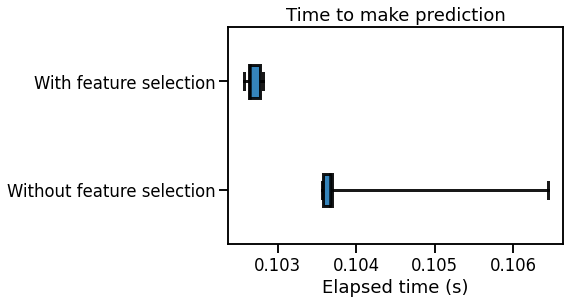 Time to make prediction
With feature selection
Without feature selection
0.103 0.104 0.105 0.106
Elapsed time (s)